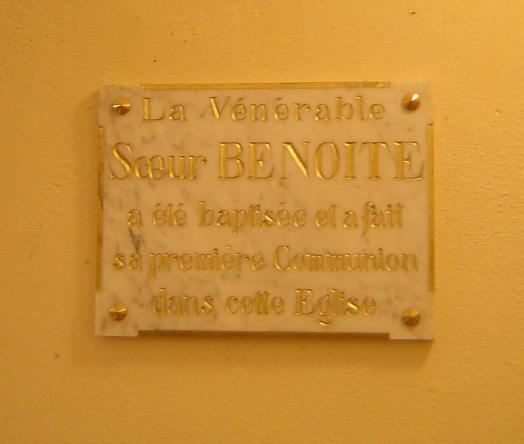 La Vénérable
Sœur BENOITE
a été baptisée et a fait
sa première Communion
dans cette Eglise